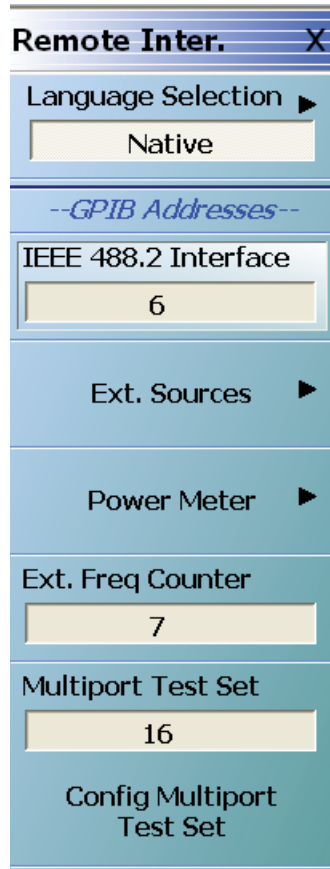 Remote Inter. X
Language Selection
Native
--GPIB Addresses--
IEEE 488.2 Interface
6
Ext. Sources
Power Meter
Ext. Freq Counter
7
Multiport Test Set
16
Config Multiport
Test Set